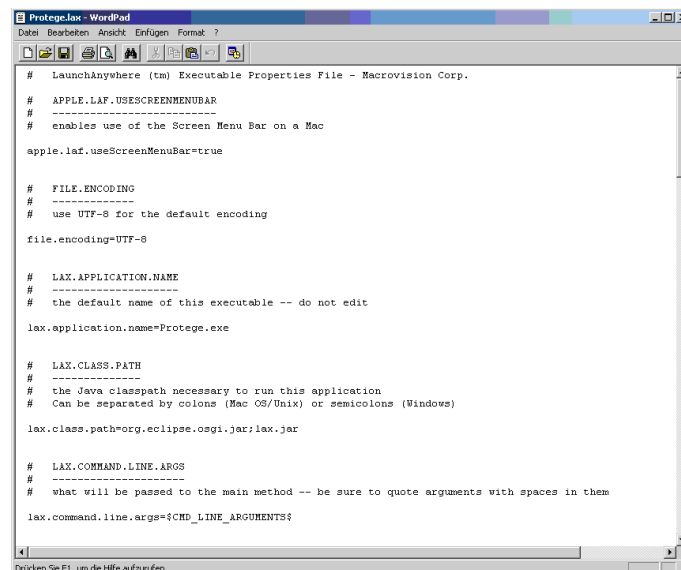 Protege.lax - WordPad
Datei Bearbeiten Ansicht Einfügen Format ?
# LaunchAnywhere (tm) Executable Properties File - Macrovision Corp.
# APPLE.LAF.USESCREENMENUBAR
# --------------------------
# enables use of the Screen Menu Bar on a Mac
apple.laf.useScreenMenuBar=true
# FILE.ENCODING
# -------------
# use UTF-8 for the default encoding
file.encoding=UTF-8
# LAX.APPLICATION.NAME
# --------------------
# the default name of this executable -- do not edit
lax.application.name=Protege.exe
# LAX.CLASS.PATH
# --------------
# the Java classpath necessary to run this application
# Can be separated by colons (Mac OS/Unix) or semicolons (Windows)
lax.class.path=org.eclipse.osgi.jar;lax.jar
# LAX.COMMAND.LINE.ARGS
# ---------------------
# what will be passed to the main method -- be sure to quote arguments with spaces in them
lax.command.line.args=$CMD_LINE_ARGUMENTS$
Drücken Sie F1, um die Hilfe aufzurufen.